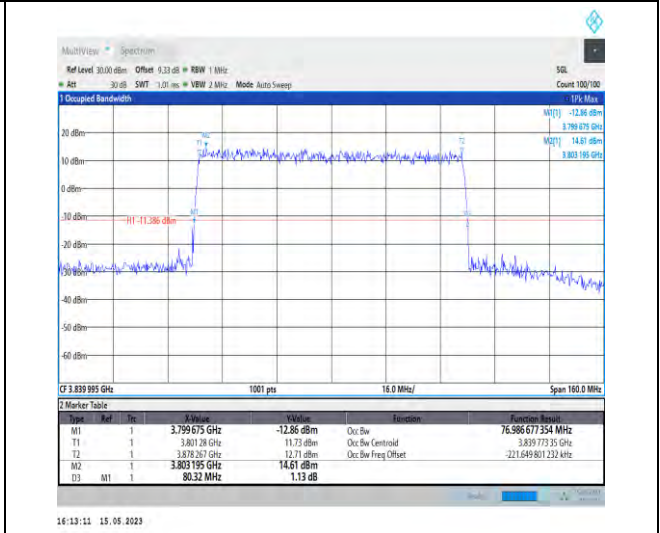 MultiView Spectrum
Ref Level 30.00 dBm Offset 9.33 dB RBW 1 MHz SGL
Att 30 dB SWT 1.01 ms VBW 2 MHz Mode Auto Sweep Count 100/100
1 Occupied Bandwidth 1Pk Max
M1[1] -12.86 dBm
3.799 675 GHz
M2[1] 14.61 dBm
3.803 195 GHz
20 dBm
M2
T1
T2
10 dBm
0 dBm
-10 dBm
M1
H1 -11.386 dBm
-20 dBm
-30 dBm
-40 dBm
-50 dBm
-60 dBm
CF 3.839 995 GHz 1001 pts 16.0 MHz/ Span 160.0 MHz
2 Marker Table
Type Ref Trc X-Value Y-Value Function Function Result
M1 1 3.799 675 GHz -12.86 dBm Occ Bw 76.986 677 354 MHz
T1 1 3.801 28 GHz 11.73 dBm Occ Bw Centroid 3.839 773 35 GHz
T2 1 3.878 267 GHz 12.71 dBm Occ Bw Freq Offset -221.649 801 232 kHz
M2 1 3.803 195 GHz 14.61 dBm
D3 M1 1 80.32 MHz 1.13 dB
16:13:11 15.05.2023